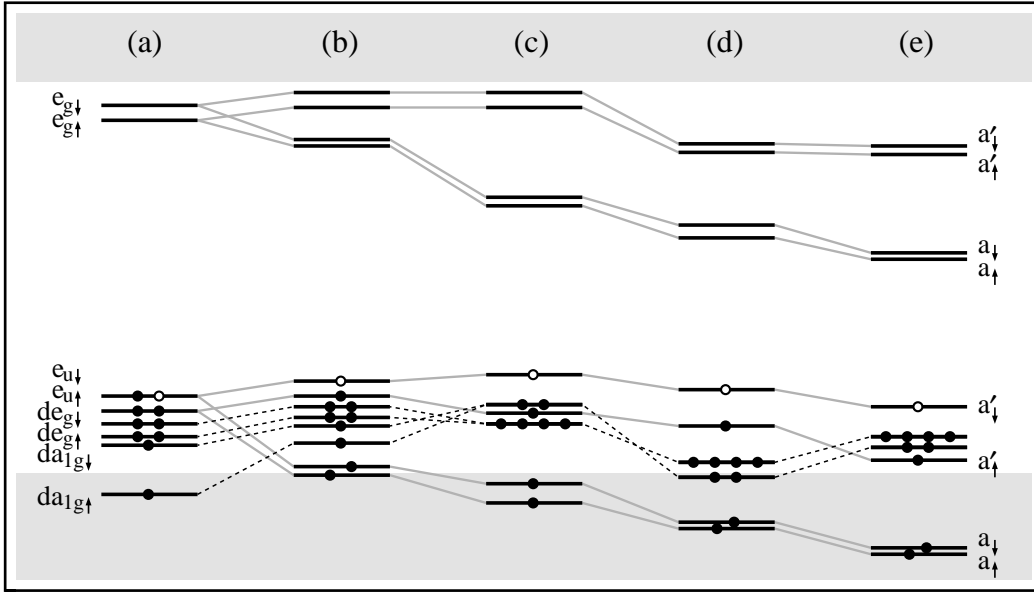 (a) (b) (c) (d) (e)
e_g↓
e_g↑
a′↓
a′↑
a↓
a↑
e_u↓
e_u↑
de_g↓
de_g↑
da_1g↓
da_1g↑
a′↓
a′↑
a↓
a↑